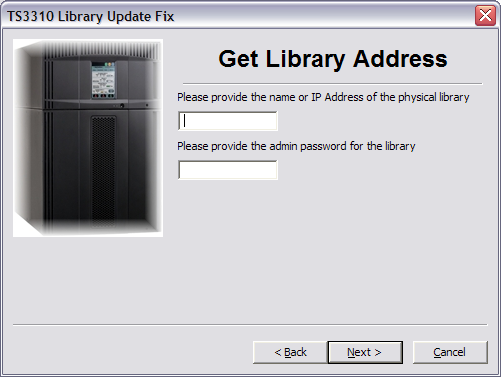 TS3310 Library Update Fix
Get Library Address
Please provide the name or IP Address of the physical library
Please provide the admin password for the library
< Back
Next >
Cancel